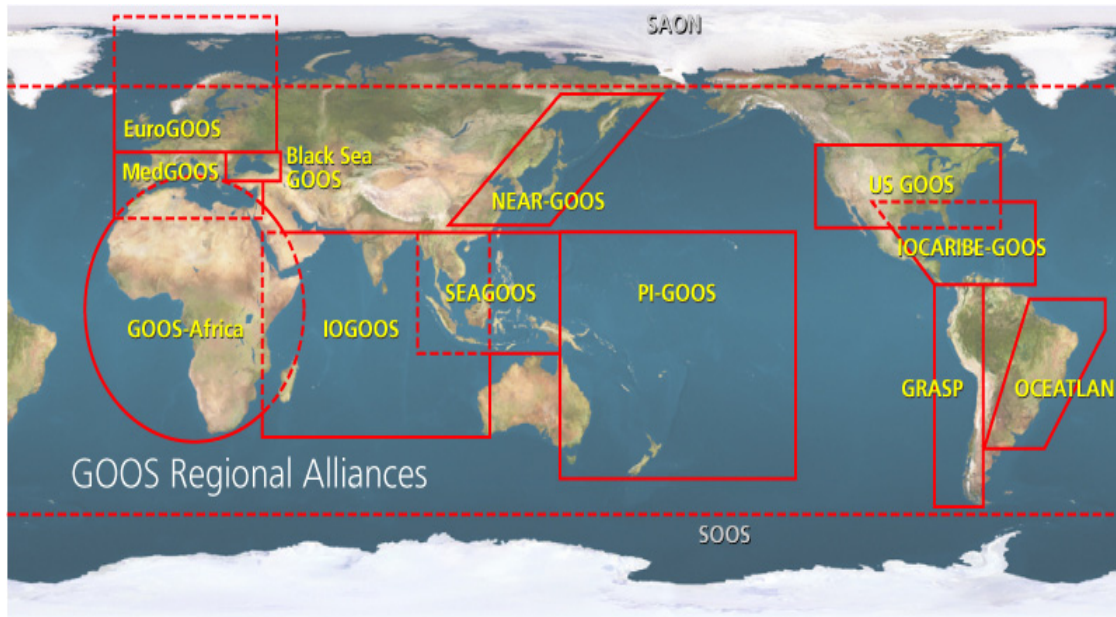 SAON
EuroGOOS
MedGOOS
Black Sea
GOOS
NEAR-GOOS
US GOOS
IOCARIBE-GOOS
SEAGOOS
PI-GOOS
GOOS-Africa
IOGOOS
GRASP
OCEATLAN
GOOS Regional Alliances
SOOS